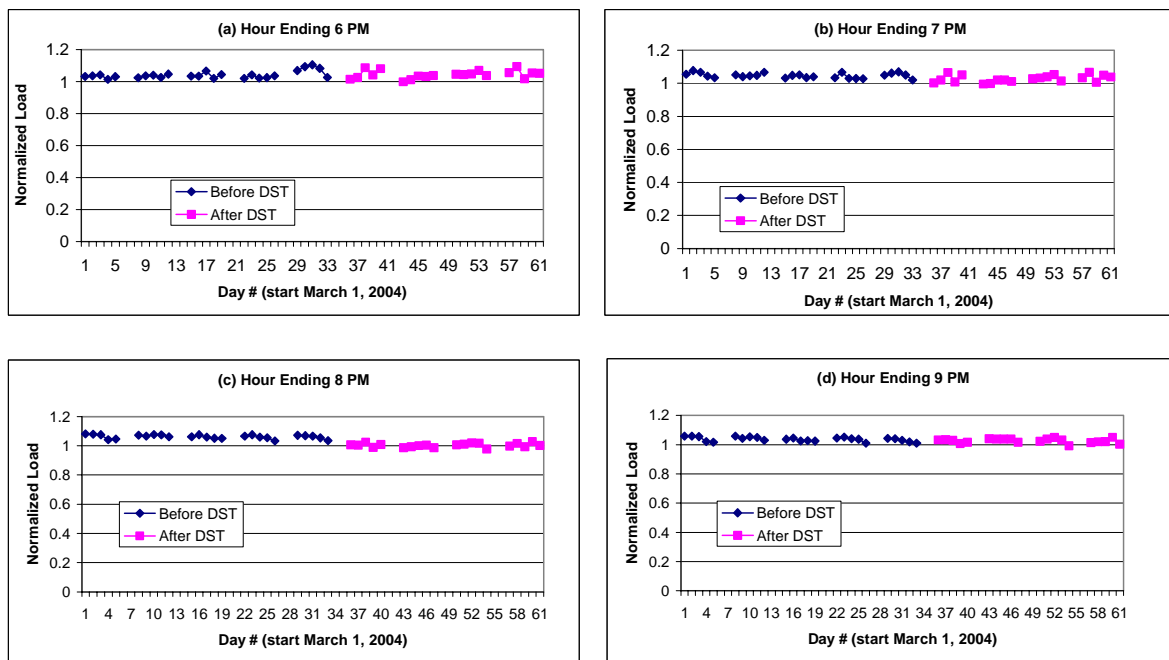 (a) Hour Ending 6 PM
Normalized Load
1.2
1
0.8
0.6
0.4
0.2
0
Before DST
After DST
1 5 9 13 17 21 25 29 33 37 41 45 49 53 57 61
Day # (start March 1, 2004)
(b) Hour Ending 7 PM
Normalized Load
1.2
1
0.8
0.6
0.4
0.2
0
Before DST
After DST
1 5 9 13 17 21 25 29 33 37 41 45 49 53 57 61
Day # (start March 1, 2004)
(c) Hour Ending 8 PM
Normalized Load
1.2
1
0.8
0.6
0.4
0.2
0
Before DST
After DST
1 4 7 10 13 16 19 22 25 28 31 34 37 40 43 46 49 52 55 58 61
Day # (start March 1, 2004)
(d) Hour Ending 9 PM
Normalized Load
1.2
1
0.8
0.6
0.4
0.2
0
Before DST
After DST
1 4 7 10 13 16 19 22 25 28 31 34 37 40 43 46 49 52 55 58 61
Day # (start March 1, 2004)